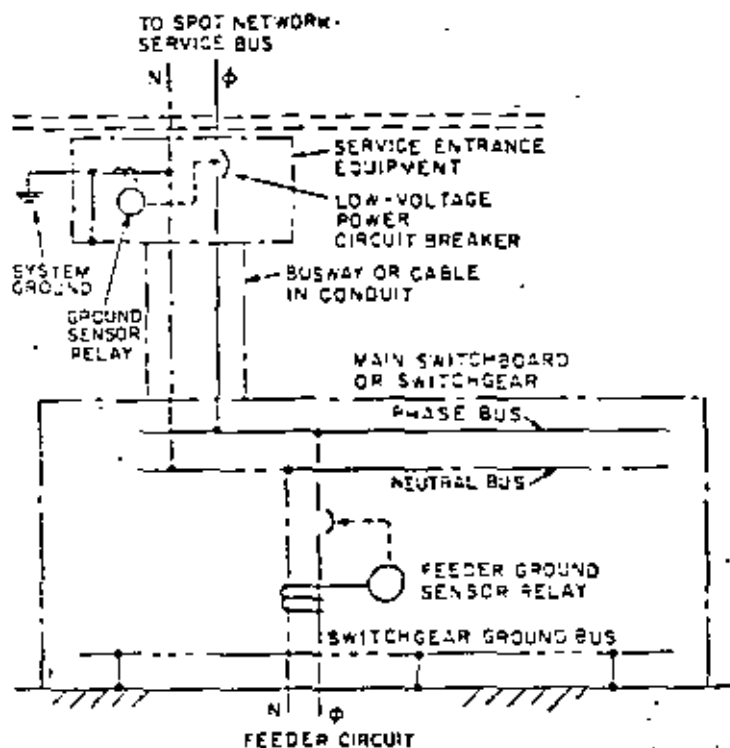 TO SPOT NETWORK-
SERVICE BUS
N
ϕ
SERVICE ENTRANCE
EQUIPMENT
LOW-VOLTAGE
POWER
CIRCUIT BREAKER
SYSTEM
GROUND
GROUND
SENSOR
RELAY
BUSWAY OR CABLE
IN CONDUIT
MAIN SWITCHBOARD
OR SWITCHGEAR
PHASE BUS
NEUTRAL BUS
FEEDER GROUND
SENSOR RELAY
SWITCHGEAR GROUND BUS
N
ϕ
FEEDER CIRCUIT